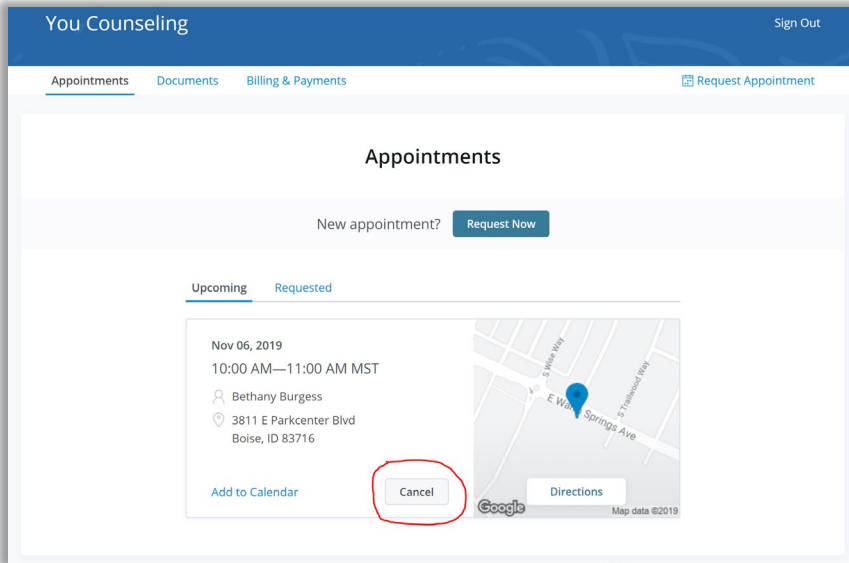 You Counseling
Sign Out
Appointments
Documents
Billing & Payments
Request Appointment
Appointments
New appointment?
Request Now
Upcoming
Requested
Nov 06, 2019
10:00 AM—11:00 AM MST
Bethany Burgess
3811 E Parkcenter Blvd
Boise, ID 83716
Add to Calendar
Cancel
S Wise Way
S Trailwood Way
E Warm Springs Ave
Directions
Google
Map data ©2019